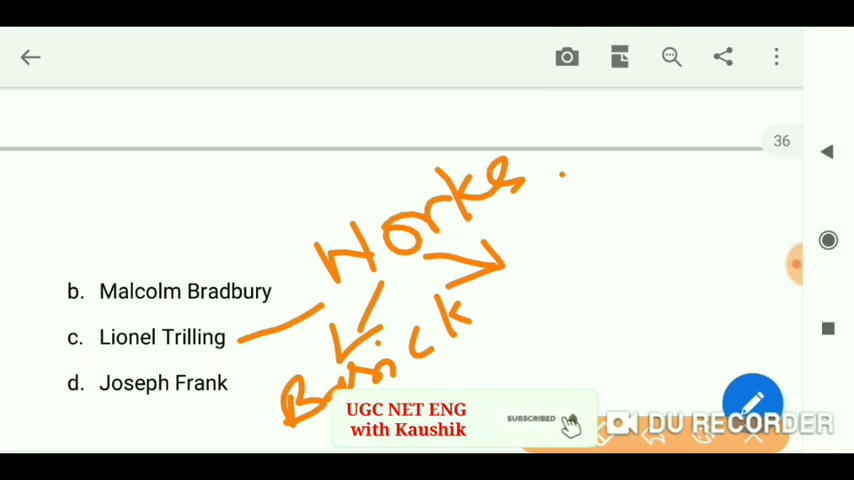 36
Works
b. Malcolm Bradbury
c. Lionel Trilling
d. Joseph Frank
UGC NET ENG
with Kaushik
SUBSCRIBED
DU RECORDER